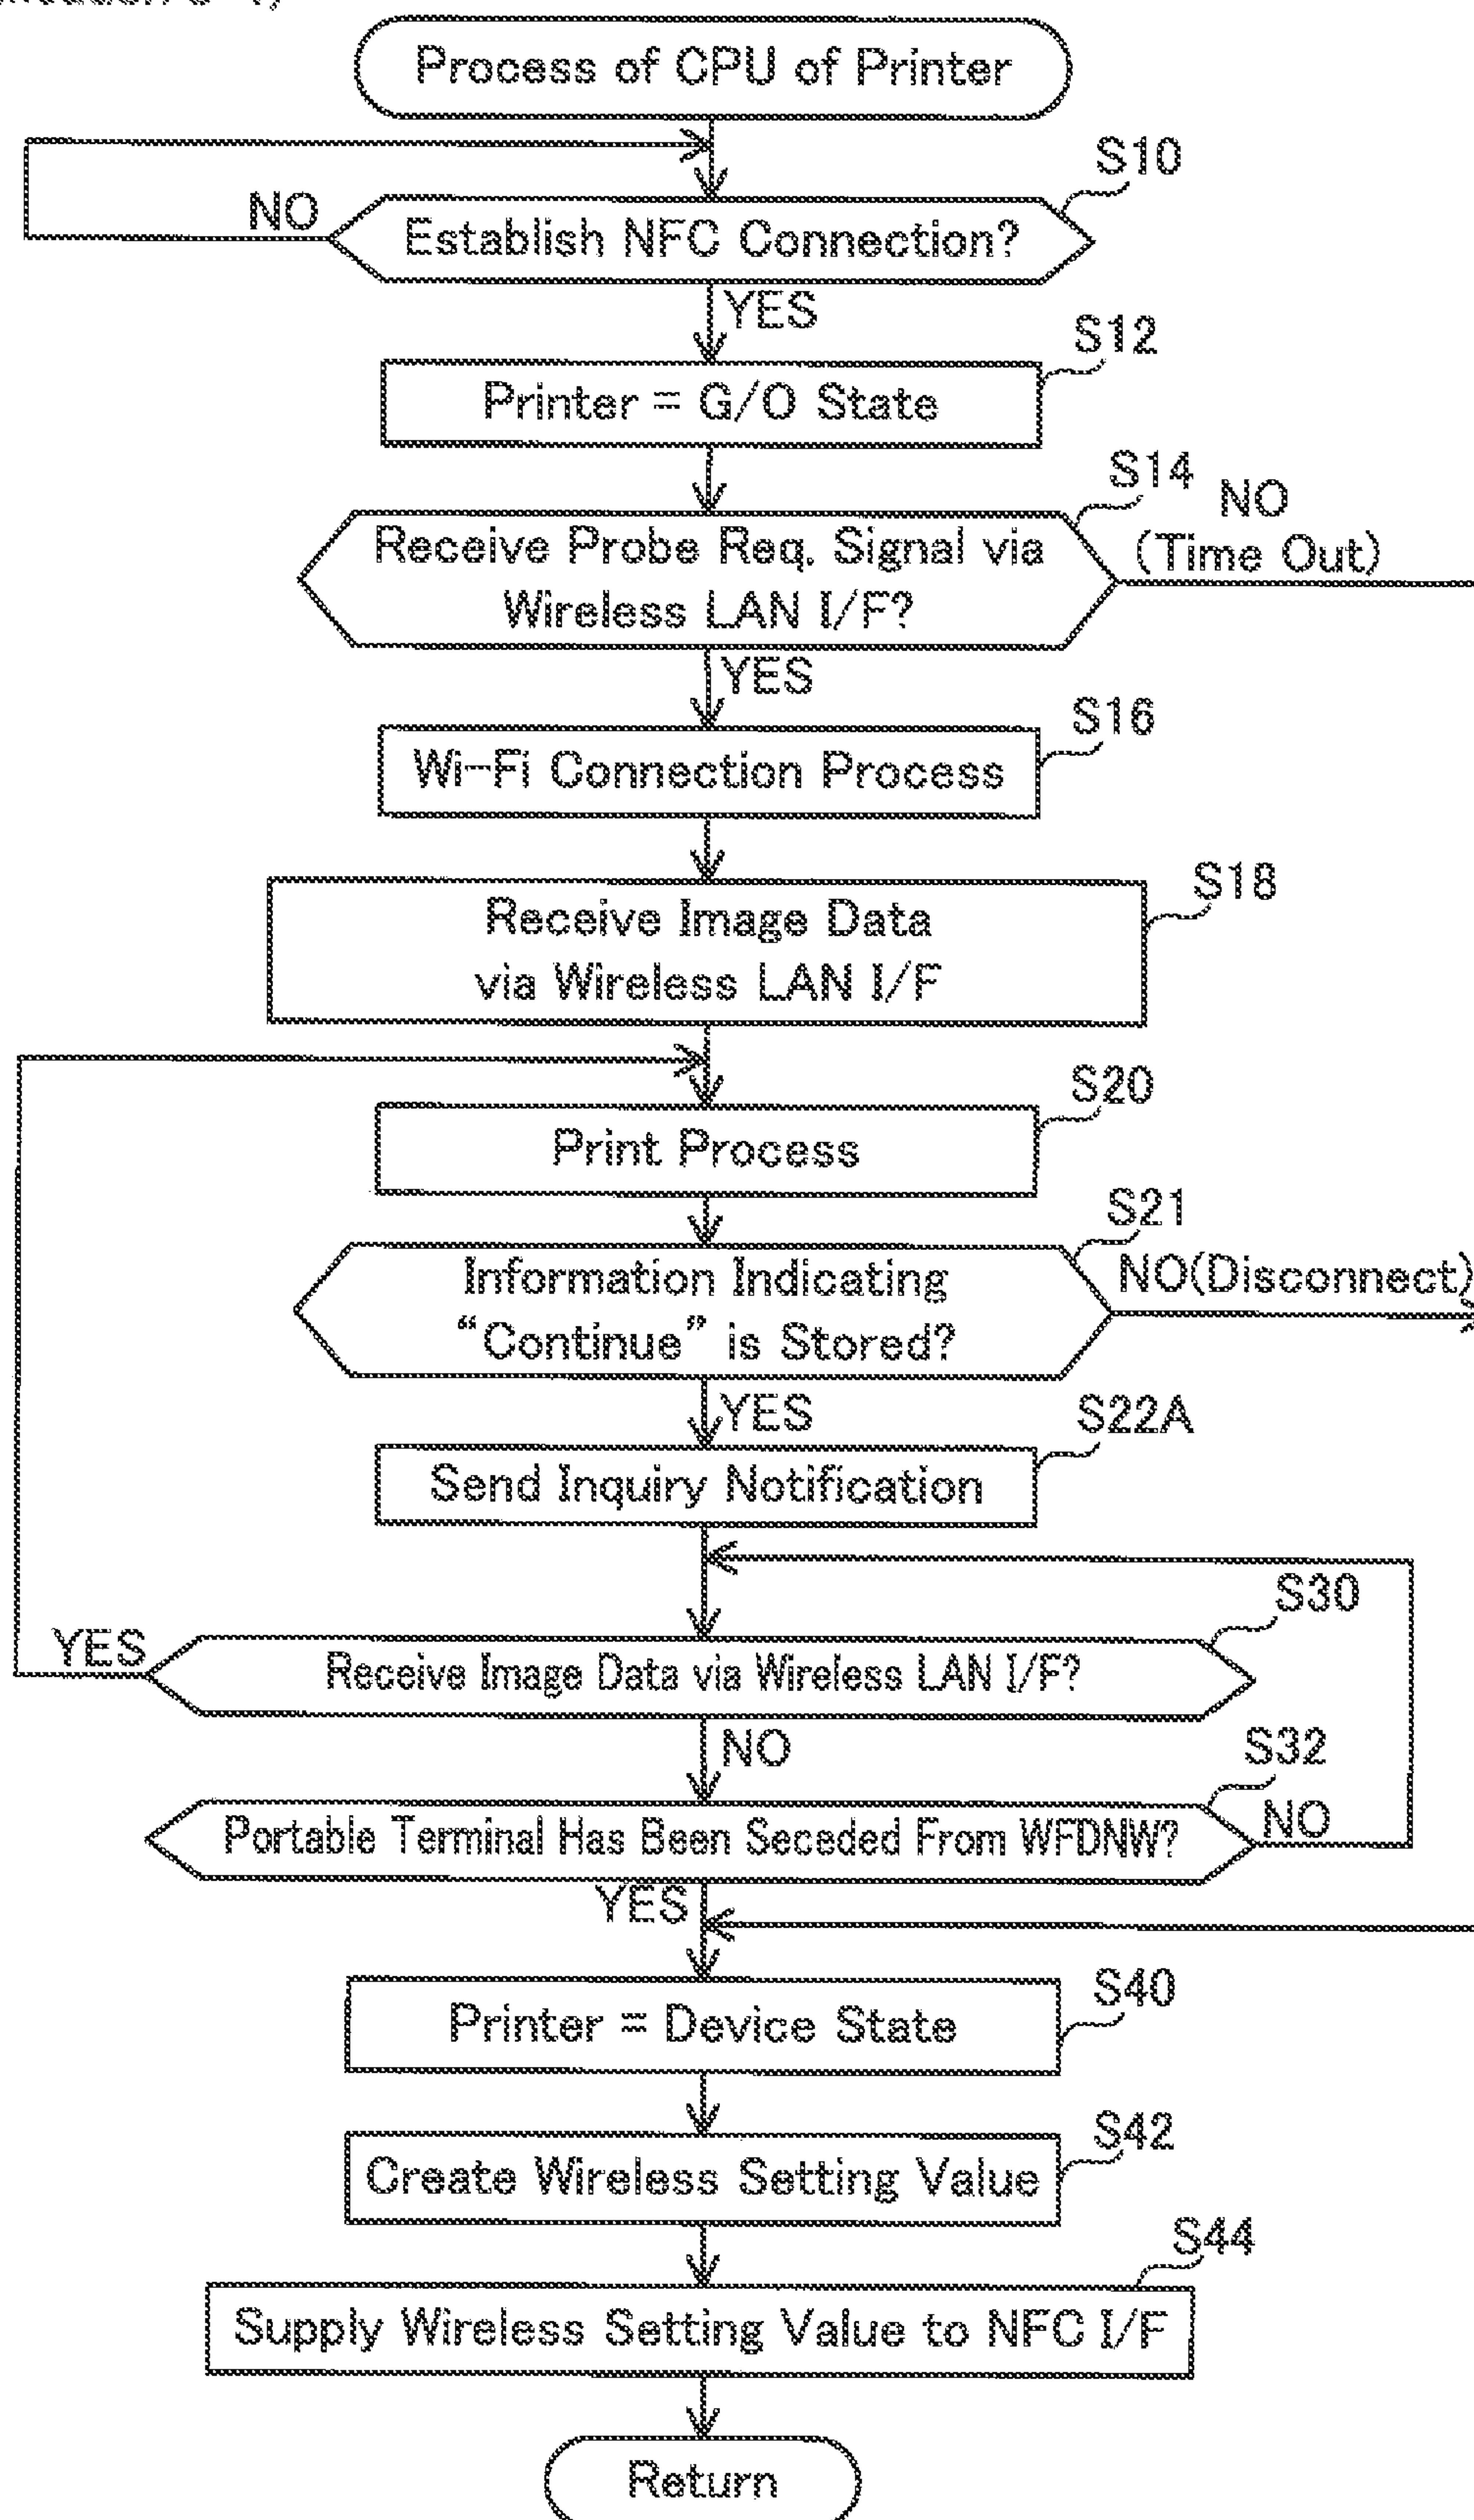 Process of CPU of Printer
S10
NO
Establish NFC Connection?
YES
S12
Printer = G/O State
S14
NO
(Time Out)
Receive Probe Req. Signal via
Wireless LAN I/F?
YES
S16
Wi-Fi Connection Process
S18
Receive Image Data
via Wireless LAN I/F
S20
Print Process
S21
NO(Disconnect)
Information Indicating
“Continue” is Stored?
YES
S22A
Send Inquiry Notification
S30
YES
Receive Image Data via Wireless LAN I/F?
NO
S32
Portable Terminal Has Been Seceded From WFDNW?
NO
YES
S40
Printer = Device State
S42
Create Wireless Setting Value
S44
Supply Wireless Setting Value to NFC I/F
Return